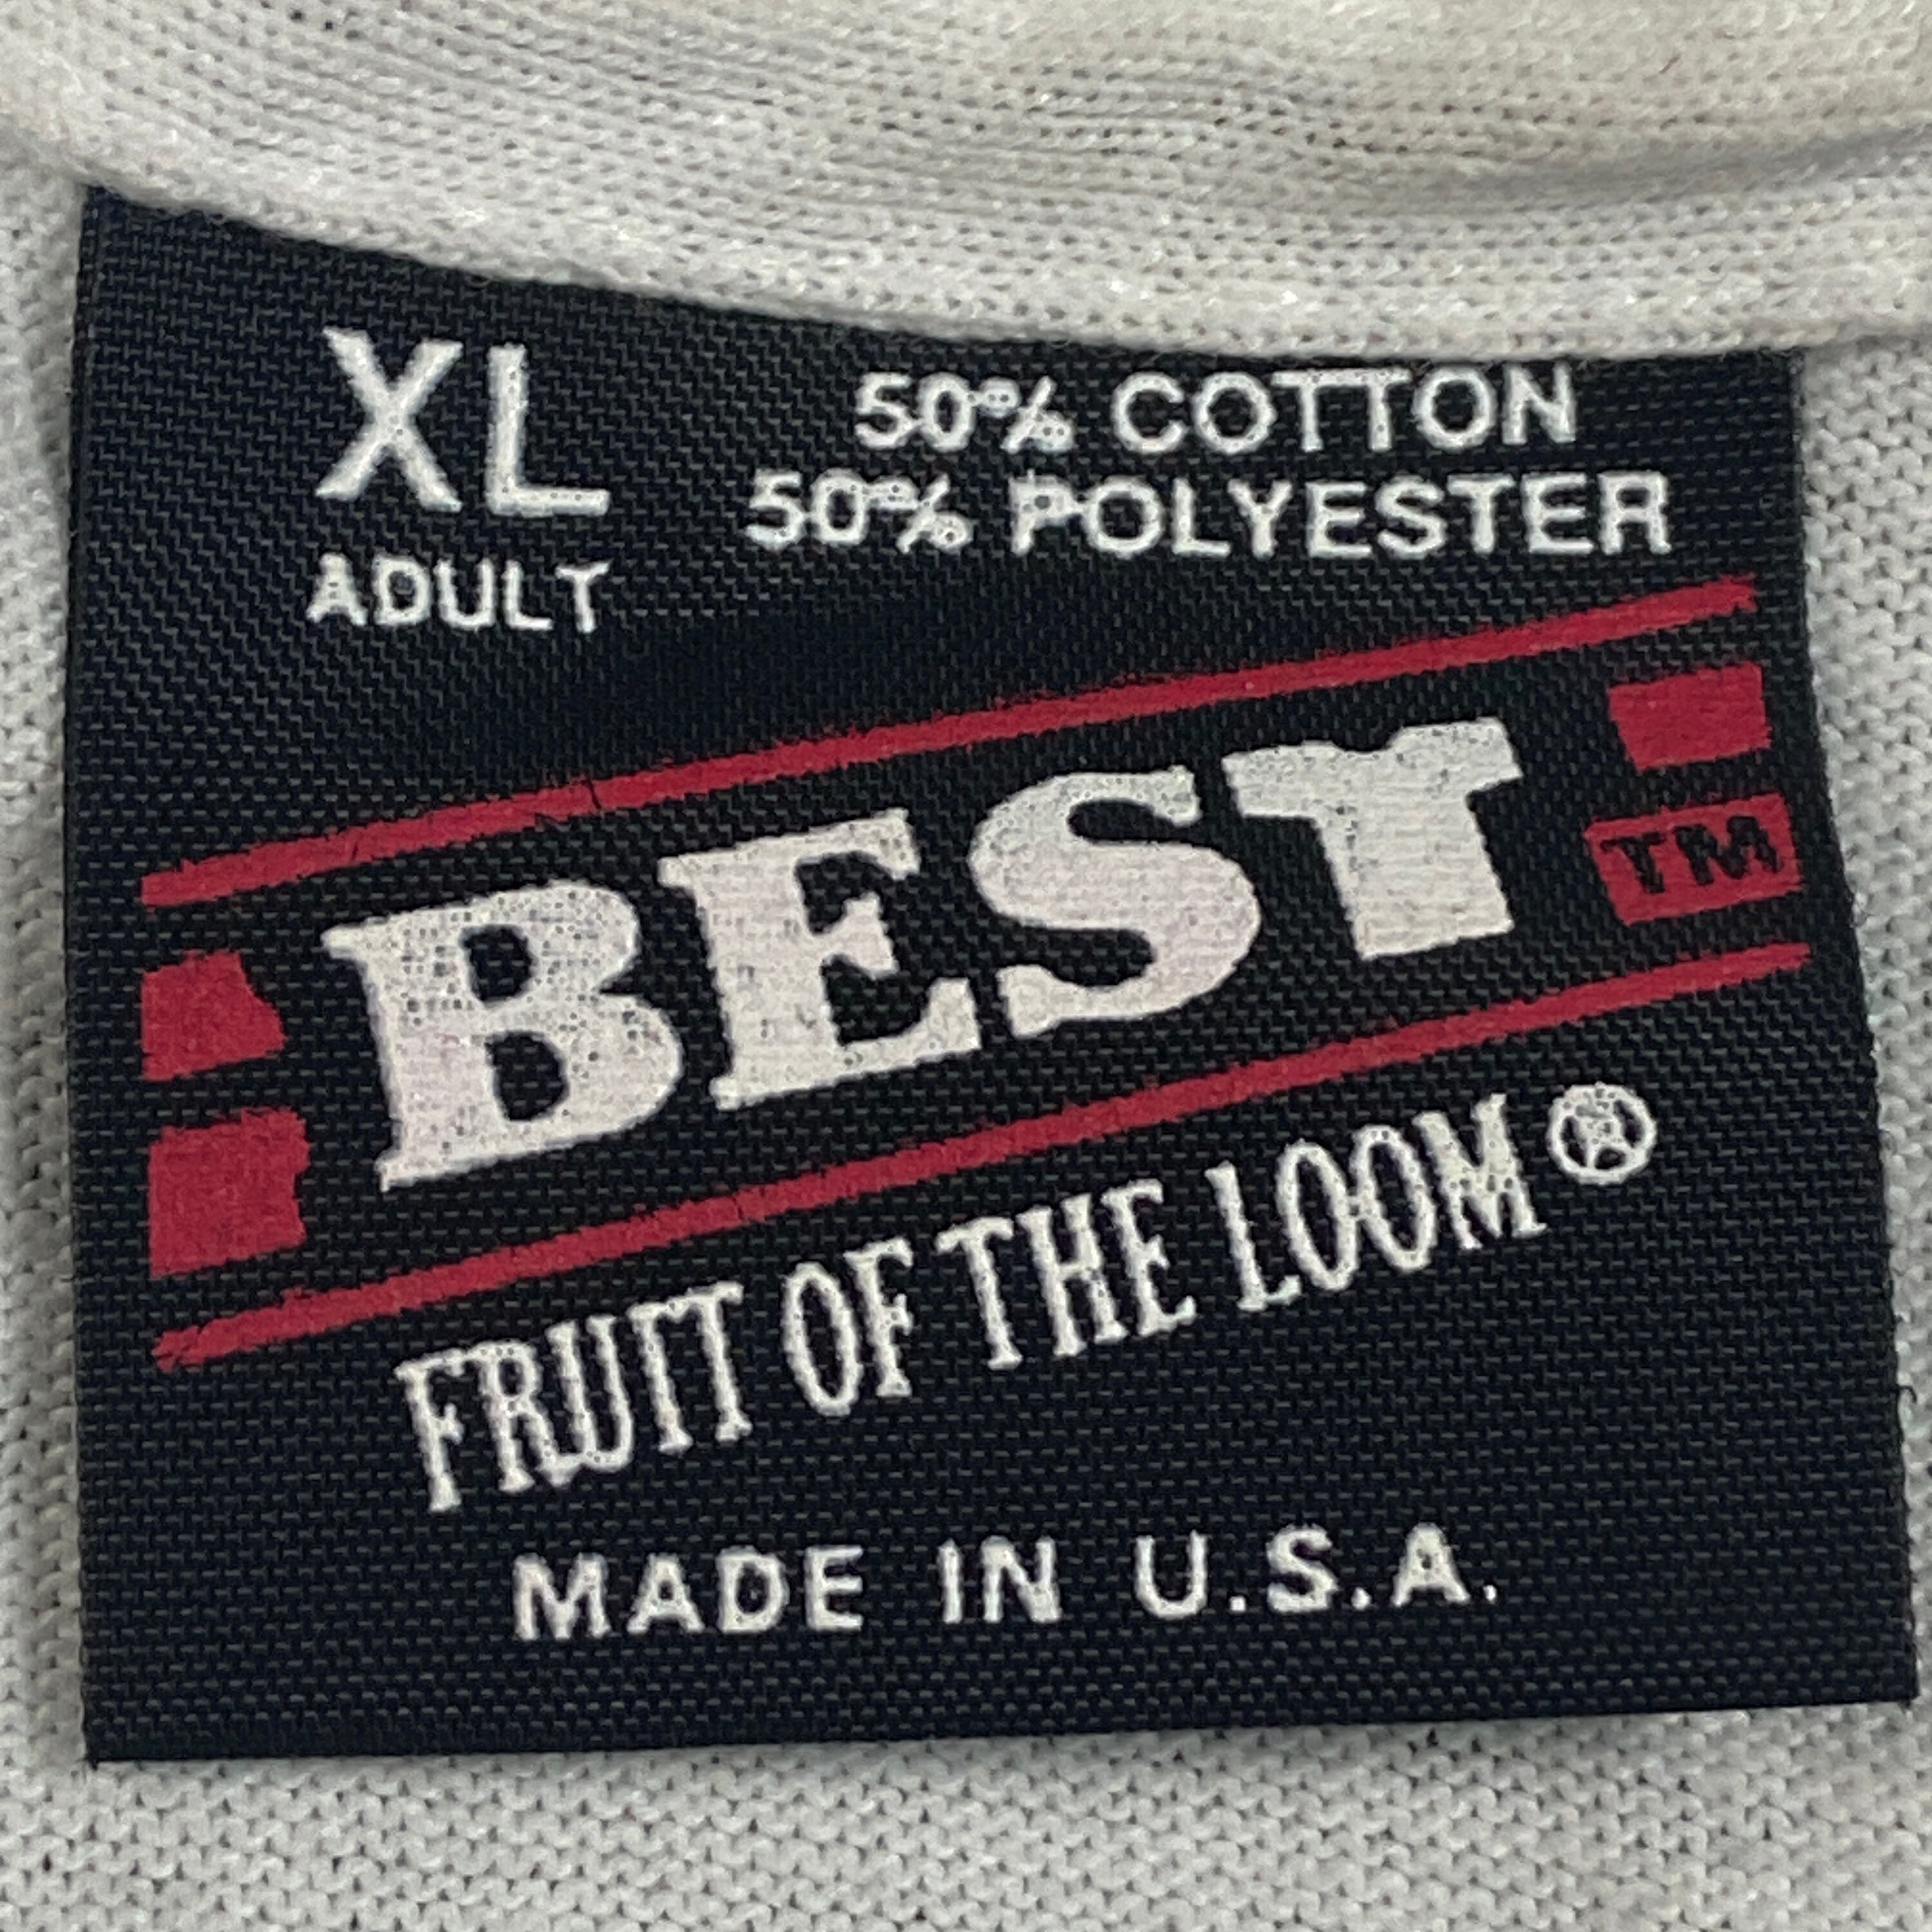 XL
ADULT
50% COTTON
50% POLYESTER
BEST
TM
FRUIT OF THE LOOM®
MADE IN U.S.A.